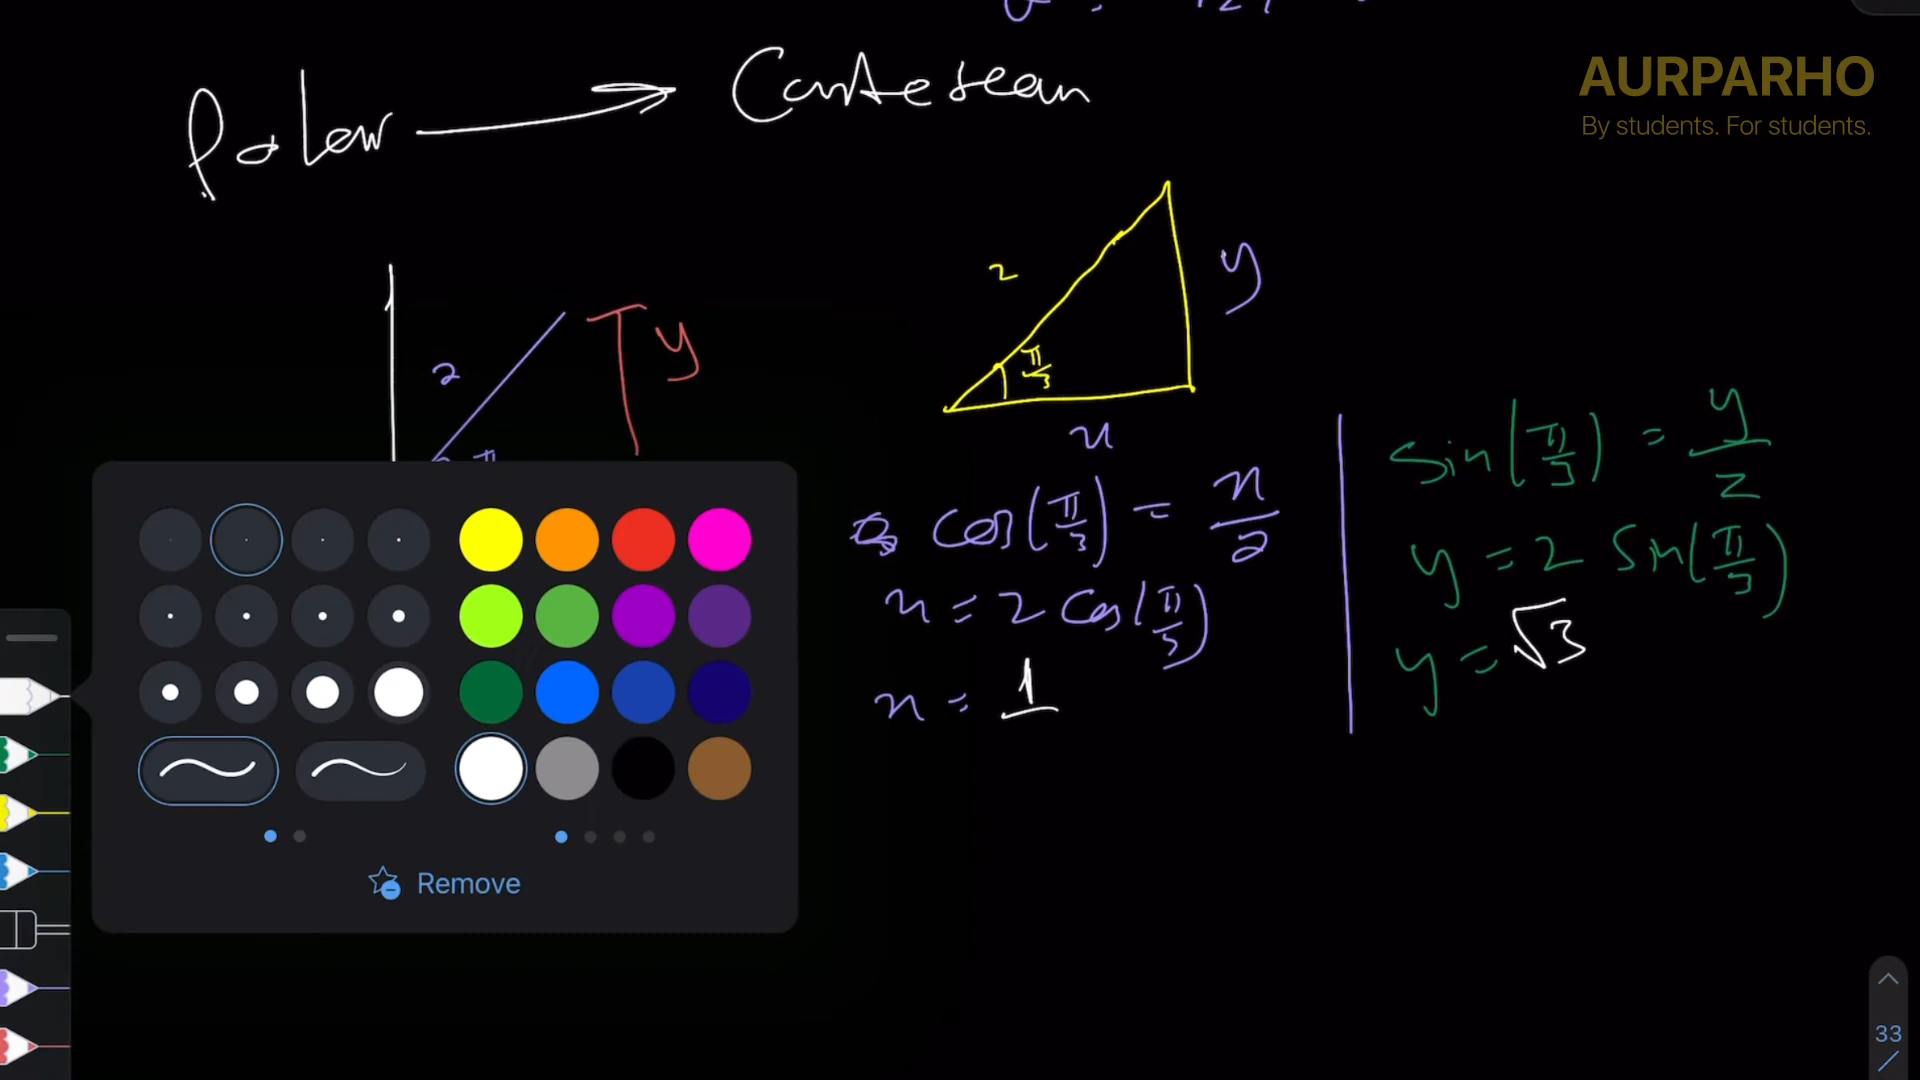 AURPARHO
By students. For students.
Polar → Cartesean
2
y
2
π/3
y
x
cos(π/3) = x/2
x = 2 cos(π/3)
x = 1
sin(π/3) = y/2
y = 2 sin(π/3)
y = √3
Remove
33